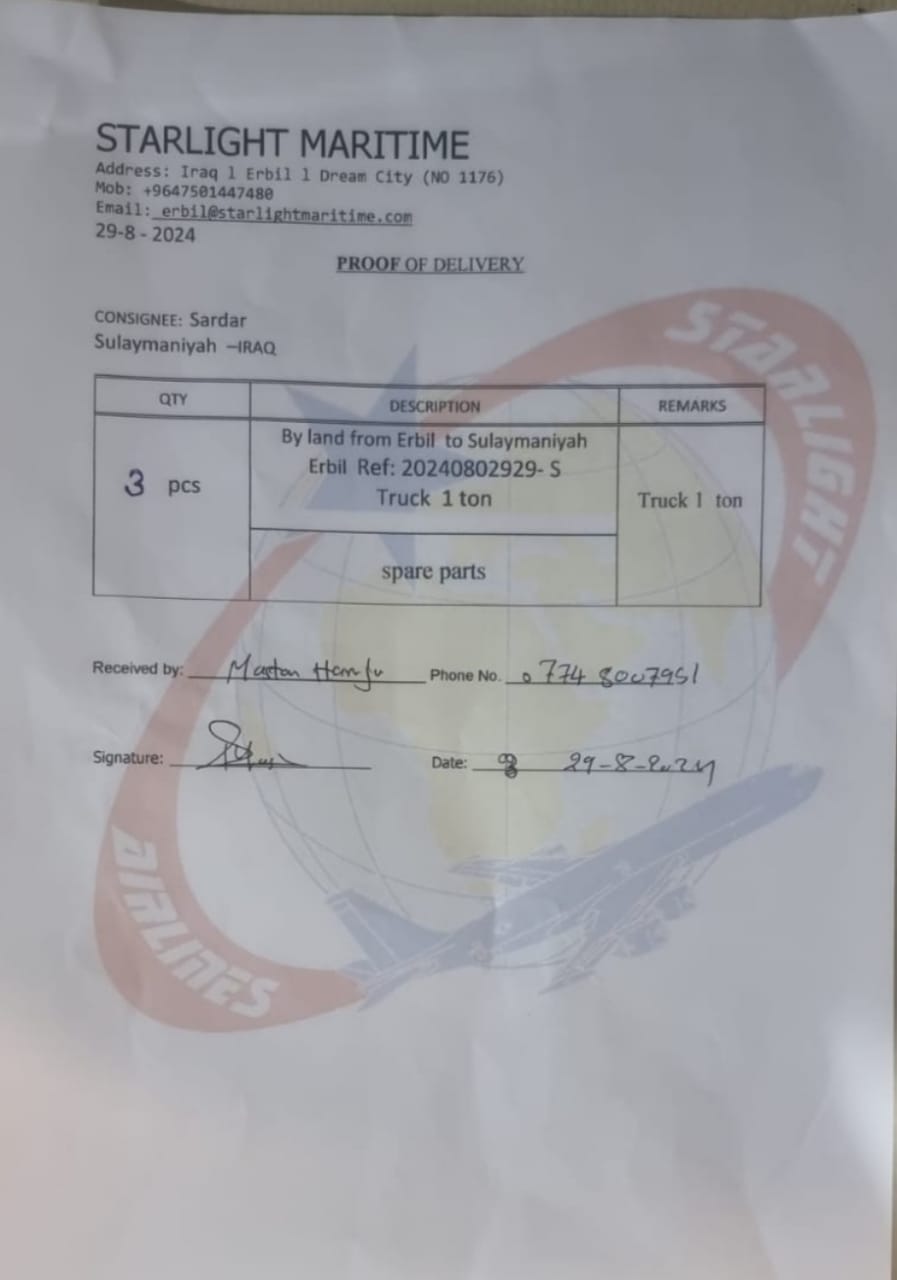 STARLIGHT MARITIME
Address: Iraq l Erbil l Dream City (NO 1176)
Mob: +9647501447480
Email: erbil@starlightmaritime.com
29-8 - 2024
PROOF OF DELIVERY
CONSIGNEE: Sardar
Sulaymaniyah –IRAQ
QTY DESCRIPTION REMARKS
By land from Erbil to Sulaymaniyah
Erbil Ref: 20240802929- S
3 pcs
Truck 1 ton
Truck 1 ton
spare parts
Received by: Phone No. 0774 8007951
Signature:
Date: 29-8-2024
STARLIGHT
AIRLINES